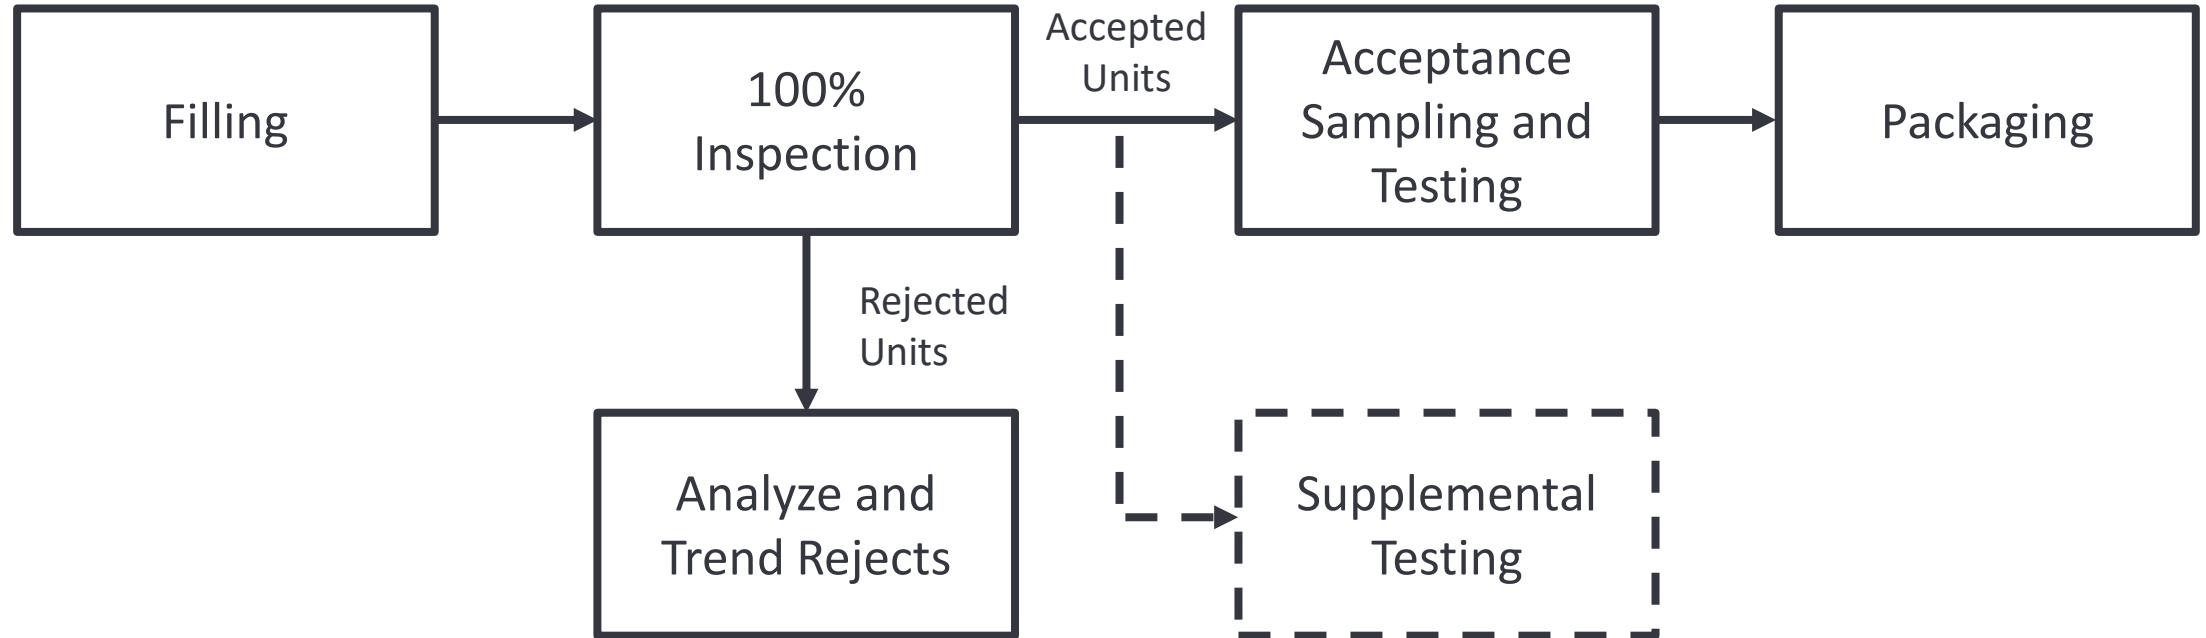 Filling
100%
Inspection
Accepted
Units
Acceptance
Sampling and
Testing
Packaging
Rejected
Units
Analyze and
Trend Rejects
Supplemental
Testing